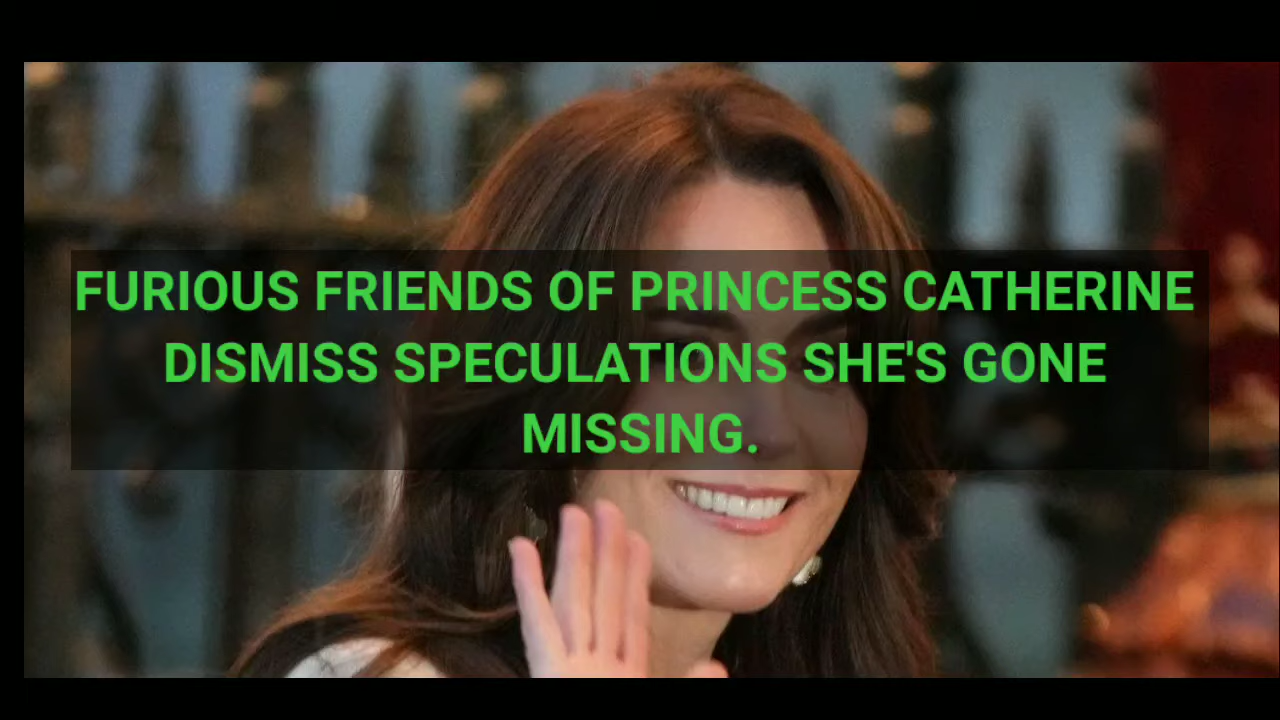 FURIOUS FRIENDS OF PRINCESS CATHERINE
DISMISS SPECULATIONS SHE'S GONE
MISSING.